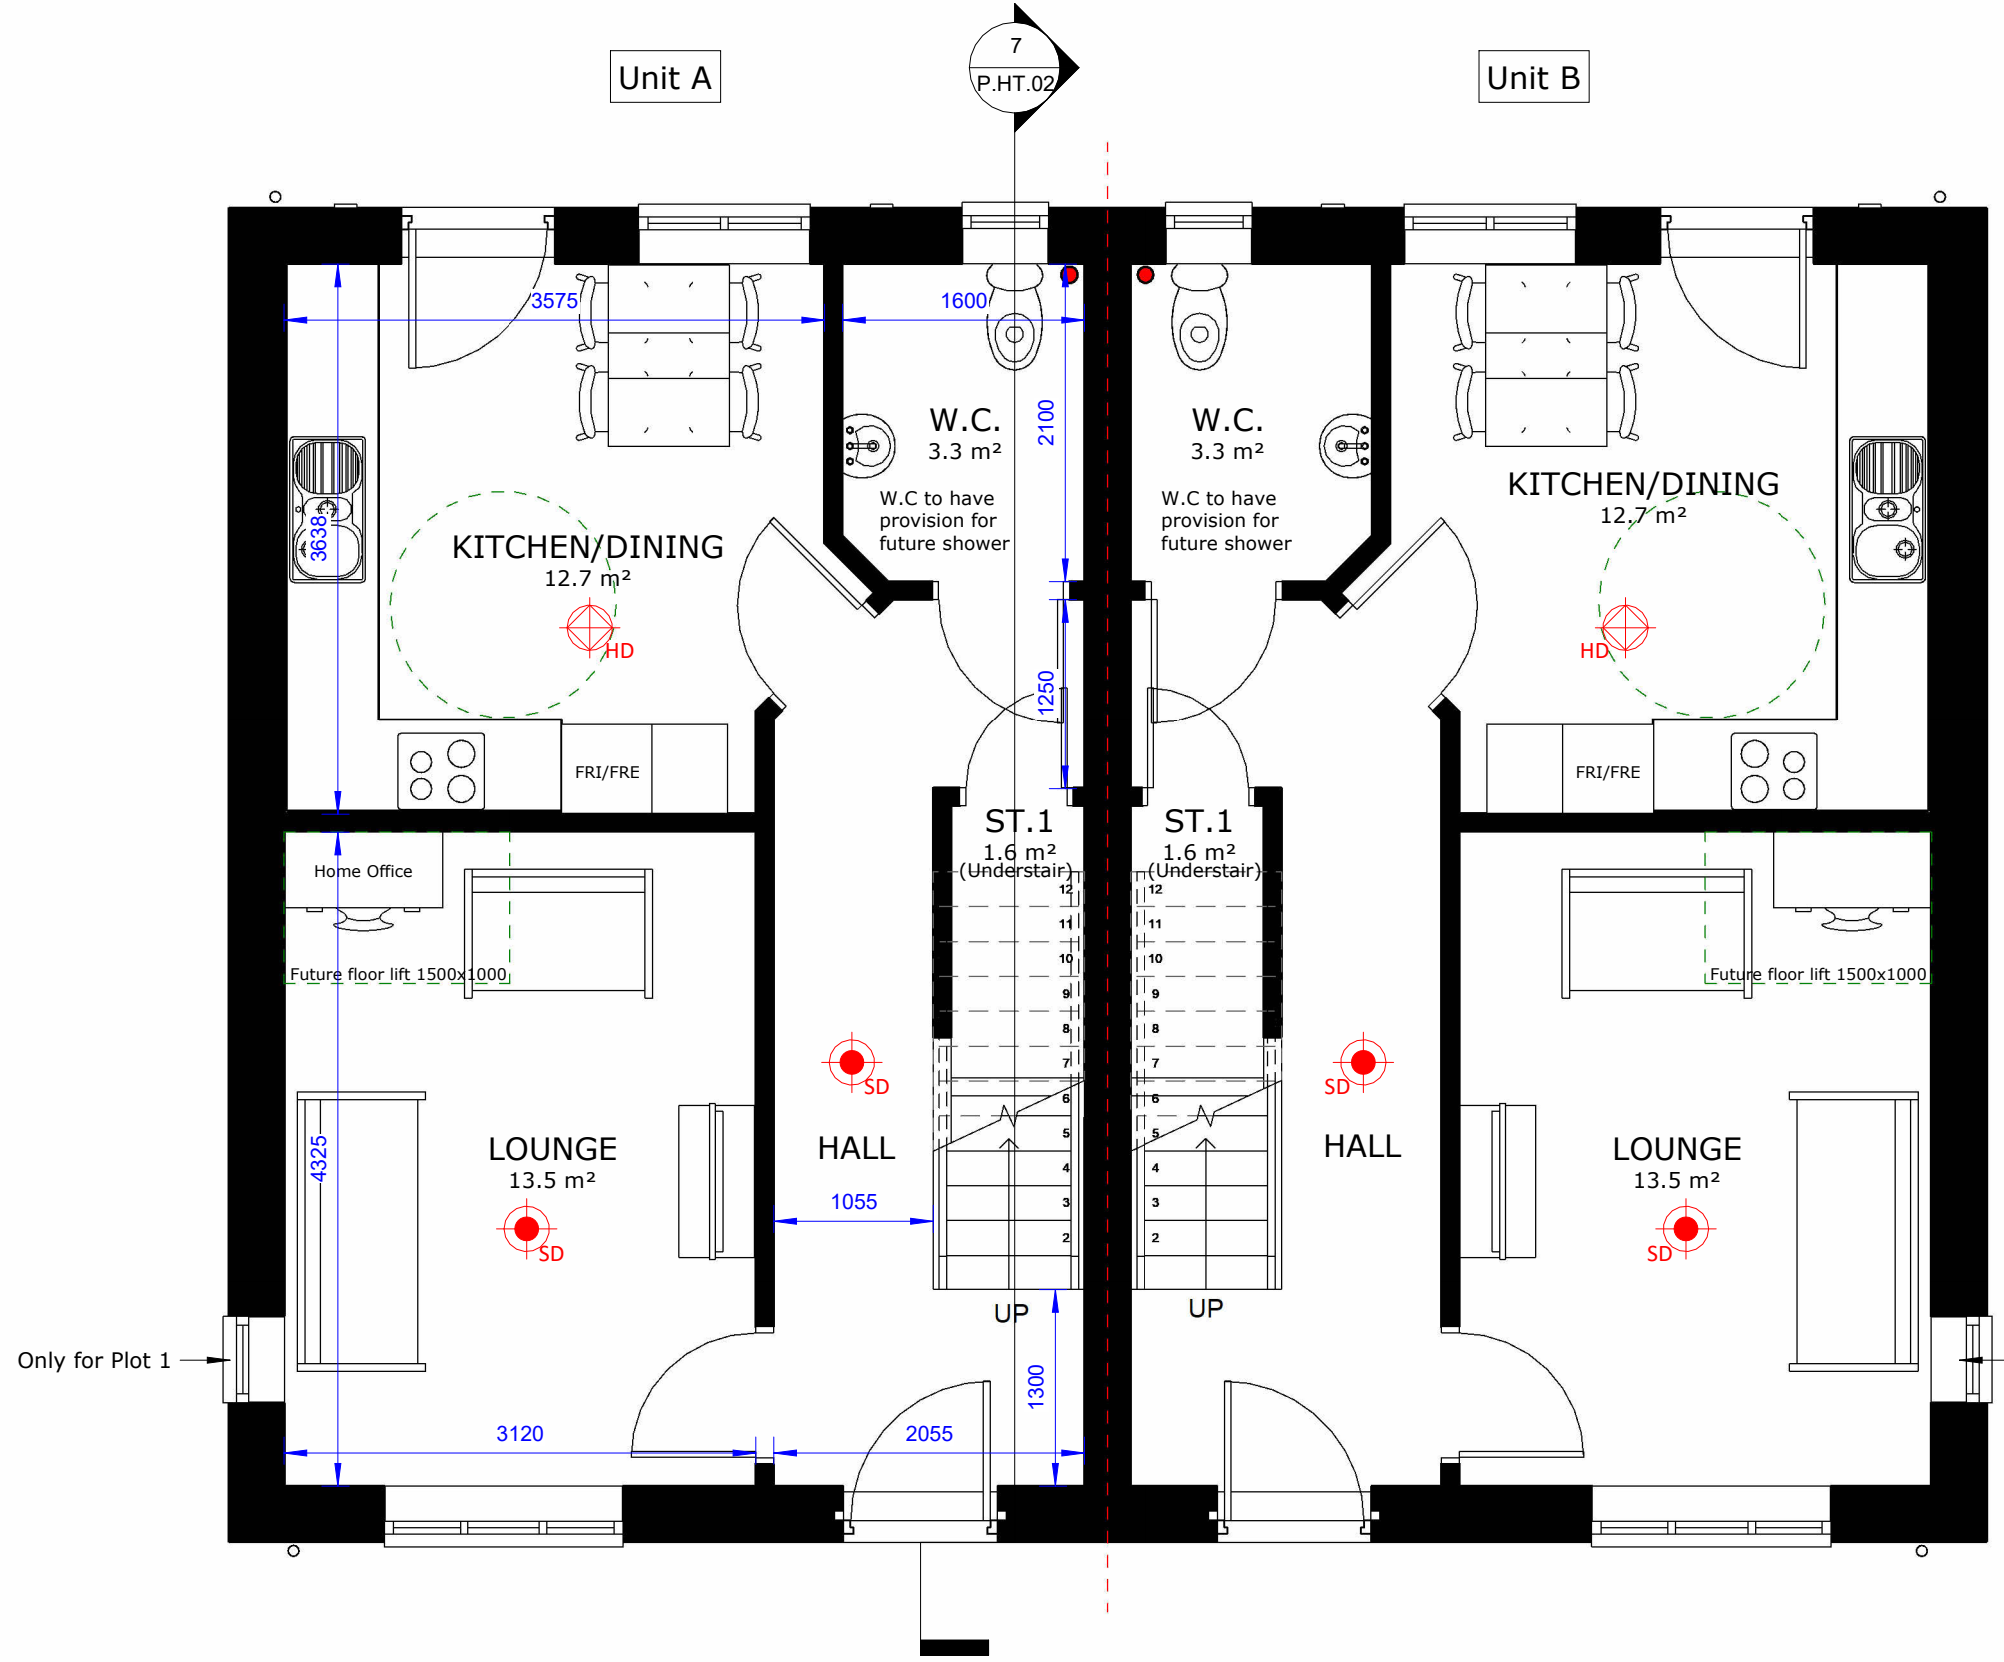 7
P.HT.02
Unit A
Unit B
3575
1600
2100
W.C.
3.3 m²
W.C to have
provision for
future shower
W.C.
3.3 m²
W.C to have
provision for
future shower
KITCHEN/DINING
12.7 m²
HD
3638
KITCHEN/DINING
12.7 m²
HD
1250
FRI/FRE
FRI/FRE
ST.1
1.6 m²
(Understair)
ST.1
1.6 m²
(Understair)
Home Office
Future floor lift 1500x1000
Future floor lift 1500x1000
12
11
10
9
8
7
6
5
4
3
2
12
11
10
9
8
7
6
5
4
3
2
SD
SD
HALL
HALL
LOUNGE
13.5 m²
SD
LOUNGE
13.5 m²
SD
4325
1055
UP
UP
Only for Plot 1
1300
3120
2055